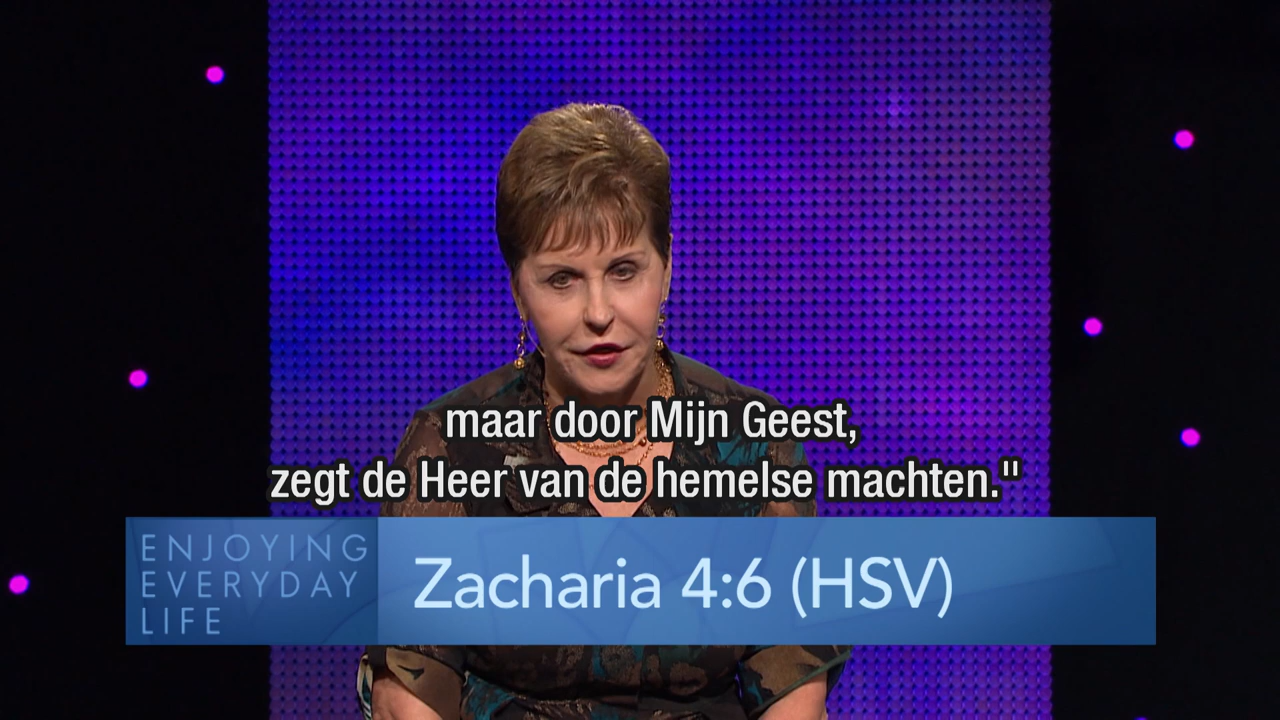 maar door Mijn Geest,
zegt de Heer van de hemelse machten."
ENJOYING
EVERYDAY
LIFE
Zacharia 4:6 (HSV)